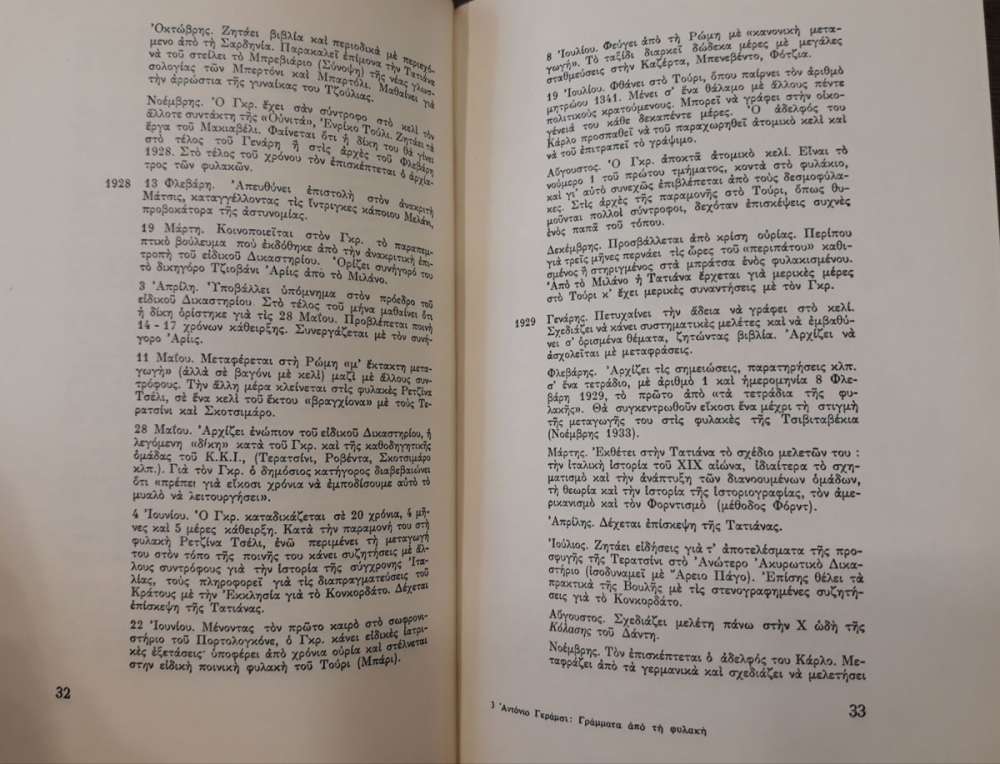 Ὀκτώβρης. Ζητάει βιβλία καὶ περιοδικὰ μὲ περιεχό-
μενο ἀπὸ τὴ Σαρδηνία. Παρακαλεῖ ἐπίμονα τὴν Τατιάνα
νὰ τοῦ στείλει τὸ Μπρεβιάριο (Σύνοψη) τῆς νέας γλωσ-
σολογίας τῶν Μπερτόνι καὶ Μπαρτόλι. Μαθαίνει γιὰ
τὴν ἀρρώστια τῆς γυναίκας του Τζούλιας.
Νοέμβρης. Ὁ Γκρ. ἔχει σὰν σύντροφο στὸ κελὶ τὸν
ἄλλοτε συντάκτη τῆς «Οὐνιτά», Ἐνρίκο Τούλι. Ζητάει τὰ
ἔργα τοῦ Μακιαβέλι. Φαίνεται ὅτι ἡ δίκη του θὰ γίνει
στὸ τέλος τοῦ Γενάρη ἢ στὶς ἀρχὲς τοῦ Φλεβάρη
1928. Στὸ τέλος τοῦ χρόνου τὸν ἐπισκέπτεται ὁ ἀρχία-
τρος τῶν φυλακῶν.
1928 13 Φλεβάρη. Ἀπευθύνει ἐπιστολὴ στὸν ἀνακριτὴ
Μάτσις, καταγγέλλοντας τὶς ἴντριγκες κάποιου Μελάνι,
προβοκάτορα τῆς ἀστυνομίας.
19 Μάρτη. Κοινοποιεῖται στὸν Γκρ. τὸ παραπεμ-
πτικὸ βούλευμα ποὺ ἐκδόθηκε ἀπὸ τὴν ἀνακριτικὴ ἐπι-
τροπὴ τοῦ εἰδικοῦ Δικαστηρίου. Ὁρίζει συνήγορό του
τὸ δικηγόρο Τζιοβάνι Ἀρίις ἀπὸ τὸ Μιλάνο.
3 Ἀπρίλη. Ὑποβάλλει ὑπόμνημα στὸν πρόεδρο τοῦ
εἰδικοῦ Δικαστηρίου. Στὸ τέλος τοῦ μήνα μαθαίνει ὅτι
ἡ δίκη ὁρίστηκε γιὰ τὶς 28 Μαΐου. Προβλέπεται ποινὴ
14 - 17 χρόνων κάθειρξης. Συνεργάζεται μὲ τὸν συνή-
γορο Ἀρίις.
11 Μαΐου. Μεταφέρεται στὴ Ρώμη «μ' ἔκτακτη μετα-
γωγὴ» (ἀλλὰ σὲ βαγόνι μὲ κελὶ) μαζὶ μὲ ἄλλους συν-
τρόφους. Τὴν ἄλλη μέρα κλείνεται στὶς φυλακὲς Ρετζίνα
Τσέλι, σὲ ἕνα κελὶ τοῦ ἕκτου «βραγχίονα» μὲ τοὺς Τε-
ρατσίνι καὶ Σκοτσιμάρο.
28 Μαΐου. Ἀρχίζει ἐνώπιον τοῦ εἰδικοῦ Δικαστηρίου, ἡ
λεγόμενη «δίκη» κατὰ τοῦ Γκρ. καὶ τῆς καθοδηγητικῆς
ὁμάδας τοῦ Κ.Κ.Ι., (Τερατσίνι, Ροβέντα, Σκοτσιμάρο
κλπ.). Γιὰ τὸν Γκρ. ὁ δημόσιος κατήγορος διαβεβαιώνει
ὅτι «πρέπει γιὰ εἴκοσι χρόνια νὰ ἐμποδίσουμε αὐτὸ τὸ
μυαλὸ νὰ λειτουργήσει».
4 Ἰουνίου. Ὁ Γκρ. καταδικάζεται σὲ 20 χρόνια, 4 μῆ-
νες καὶ 5 μέρες κάθειρξη. Κατὰ τὴν παραμονή του στὴ
φυλακὴ Ρετζίνα Τσέλι, ἐνῶ περιμένει τὴ μεταγωγή
του στὸν τόπο τῆς ποινῆς του κάνει συζητήσεις μὲ ἄλ-
λους συντρόφους γιὰ τὴν ἱστορία τῆς σύγχρονης Ἰτα-
λίας, τοὺς πληροφορεῖ γιὰ τὶς διαπραγματεύσεις τοῦ
Κράτους μὲ τὴν Ἐκκλησία γιὰ τὸ Κονκορδάτο. Δέχεται
ἐπίσκεψη τῆς Τατιάνας.
22 Ἰουνίου. Μένοντας τὸν πρῶτο καιρὸ στὸ σωφρονι-
στήριο τοῦ Πορτολογκόνε, ὁ Γκρ. κάνει εἰδικὲς ἰατρι-
κὲς ἐξετάσεις· ὑποφέρει ἀπὸ χρόνια οὐρία καὶ στέλνεται
στὴν εἰδικὴ ποινικὴ φυλακὴ τοῦ Τούρι (Μπάρι).
32
8 Ἰουλίου. Φεύγει ἀπὸ τὴ Ρώμη μὲ «κανονικὴ μετα-
γωγή». Τὸ ταξίδι διαρκεῖ δώδεκα μέρες μὲ μεγάλες
σταθμεύσεις στὴν Καζέρτα, Μπενεβέντο, Φότζια.
19 Ἰουλίου. Φθάνει στὸ Τούρι, ὅπου παίρνει τὸν ἀριθμὸ
μητρώου 1341. Μένει σ' ἕνα θάλαμο μὲ ἄλλους πέντε
πολιτικοὺς κρατούμενους. Μπορεῖ νὰ γράφει στὴν οἰκο-
γένειά του κάθε δεκαπέντε μέρες. Ὁ ἀδελφός του
Κάρλο προσπαθεῖ νὰ τοῦ παραχωρηθεῖ ἀτομικὸ κελὶ καὶ
νὰ τοῦ ἐπιτραπεῖ τὸ γράψιμο.
Αὔγουστος. Ὁ Γκρ. ἀποκτᾶ ἀτομικὸ κελί. Εἶναι τὸ
νούμερο 1 τοῦ πρώτου τμήματος, κοντὰ στὸ φυλάκιο,
καὶ γι' αὐτὸ συνεχῶς ἐπιβλέπεται ἀπὸ τοὺς δεσμοφύλα-
κες. Στὶς ἀρχὲς τῆς παραμονῆς στὸ Τούρι, ὅπως θυ-
μοῦνται πολλοὶ σύντροφοι, δεχόταν ἐπισκέψεις συχνὲς
ἑνὸς παπᾶ τοῦ τόπου.
Δεκέμβρης. Προσβάλλεται ἀπὸ κρίση οὐρίας. Περίπου
γιὰ τρεῖς μῆνες περνάει τὶς ὧρες τοῦ «περιπάτου» καθι-
σμένος ἢ στηριγμένος στὰ μπράτσα ἑνὸς φυλακισμένου.
Ἀπὸ τὸ Μιλάνο ἡ Τατιάνα ἔρχεται γιὰ μερικὲς μέρες
στὸ Τούρι κ' ἔχει μερικὲς συναντήσεις μὲ τὸν Γκρ.
1929 Γενάρης. Πετυχαίνει τὴν ἄδεια νὰ γράφει στὸ κελί.
Σχεδιάζει νὰ κάνει συστηματικὲς μελέτες καὶ νὰ ἐμβαθύ-
νει σ' ὁρισμένα θέματα, ζητώντας βιβλία. Ἀρχίζει νὰ
ἀσχολεῖται μὲ μεταφράσεις.
Φλεβάρης. Ἀρχίζει τὶς σημειώσεις, παρατηρήσεις κλπ.
σ' ἕνα τετράδιο, μὲ ἀριθμὸ 1 καὶ ἡμερομηνία 8 Φλε-
βάρη 1929, τὸ πρῶτο ἀπὸ «τὰ τετράδια τῆς φυ-
λακῆς». Θὰ συγκεντρωθοῦν εἴκοσι ἕνα μέχρι τὴ στιγμὴ
τῆς μεταγωγῆς του στὶς φυλακὲς τῆς Τσιβιταβέκια
(Νοέμβρης 1933).
Μάρτης. Ἐκθέτει στὴν Τατιάνα τὸ σχέδιο μελετῶν του :
τὴν ἰταλικὴ ἱστορία τοῦ ΧΙΧ αἰώνα, ἰδιαίτερα τὸ σχη-
ματισμὸ καὶ τὴν ἀνάπτυξη τῶν διανοουμένων ὁμάδων,
τὴ θεωρία καὶ τὴν ἱστορία τῆς ἱστοριογραφίας, τὸν ἀμε-
ρικανισμὸ καὶ τὸν Φορντισμὸ (μέθοδος Φόρντ).
Ἀπρίλης. Δέχεται ἐπίσκεψη τῆς Τατιάνας.
Ἰούλιος. Ζητάει εἰδήσεις γιὰ τ' ἀποτελέσματα τῆς προ-
σφυγῆς τῆς Τερατσίνι στὸ Ἀνώτερο Ἀκυρωτικὸ Δικα-
στήριο (ἰσοδυναμεῖ μὲ Ἄρειο Πάγο). Ἐπίσης θέλει τὰ
πρακτικὰ τῆς Βουλῆς μὲ τὶς στενογραφημένες συζητή-
σεις γιὰ τὸ Κονκορδάτο.
Αὔγουστος. Σχεδιάζει μελέτη πάνω στὴν Χ ὠδὴ τῆς
Κόλασης τοῦ Δάντη.
Νοέμβρης. Τὸν ἐπισκέπτεται ὁ ἀδελφός του Κάρλο. Με-
ταφράζει ἀπὸ τὰ γερμανικὰ καὶ σχεδιάζει νὰ μελετήσει
3 Ἀντόνιο Γεράμσι: Γράμματα ἀπὸ τὴ φυλακὴ
33